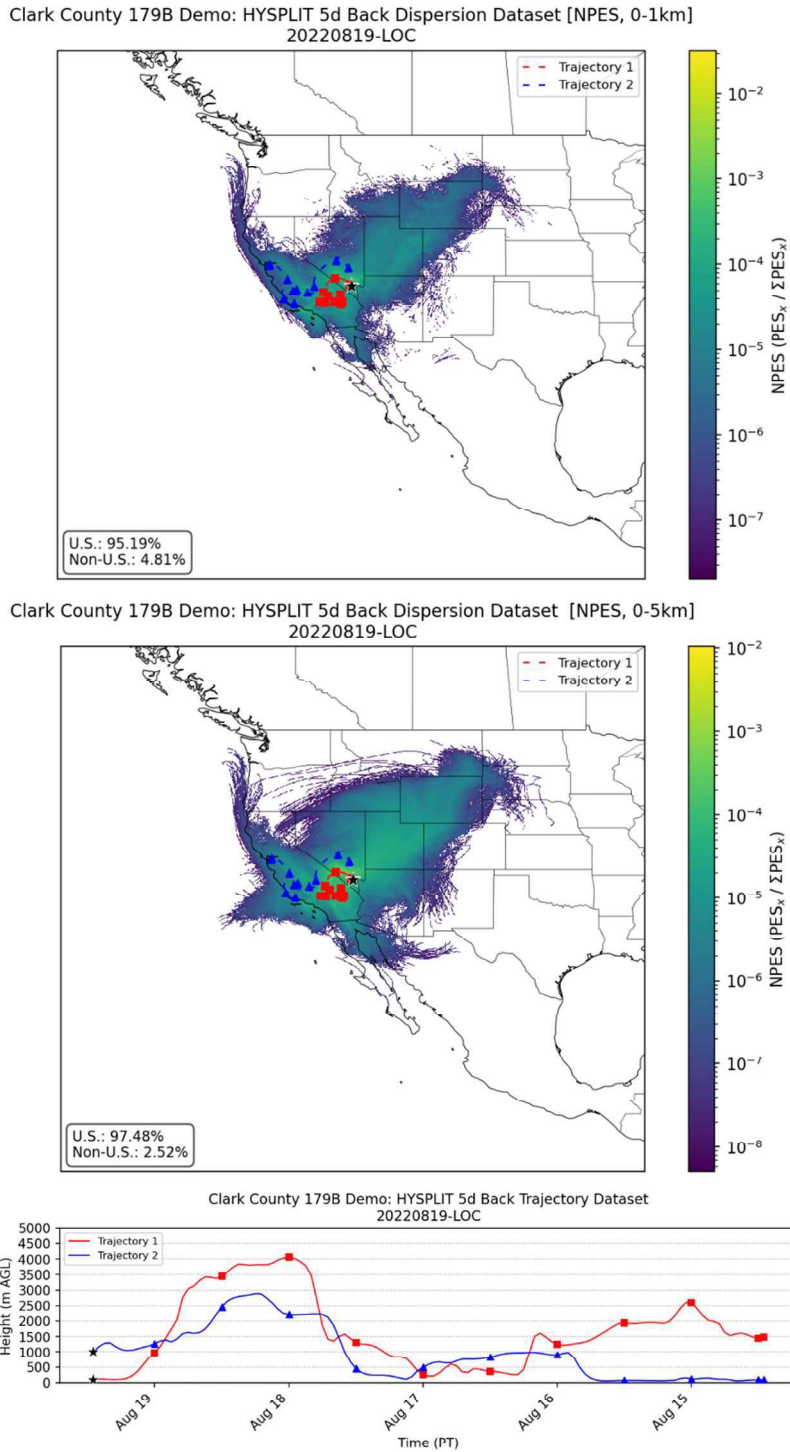 Clark County 179B Demo: HYSPLIT 5d Back Dispersion Dataset [NPES, 0-1km]
20220819-LOC
Trajectory 1
Trajectory 2
10⁻²
10⁻³
10⁻⁴
10⁻⁵
10⁻⁶
10⁻⁷
NPES (PESₓ / ΣPESₓ)
U.S.: 95.19%
Non-U.S.: 4.81%
Clark County 179B Demo: HYSPLIT 5d Back Dispersion Dataset [NPES, 0-5km]
20220819-LOC
Trajectory 1
Trajectory 2
10⁻²
10⁻³
10⁻⁴
10⁻⁵
10⁻⁶
10⁻⁷
10⁻⁸
NPES (PESₓ / ΣPESₓ)
U.S.: 97.48%
Non-U.S.: 2.52%
Clark County 179B Demo: HYSPLIT 5d Back Trajectory Dataset
20220819-LOC
Trajectory 1
Trajectory 2
5000
4500
4000
3500
3000
2500
2000
1500
1000
500
0
Height (m AGL)
Aug 19
Aug 18
Aug 17
Aug 16
Aug 15
Time (PT)